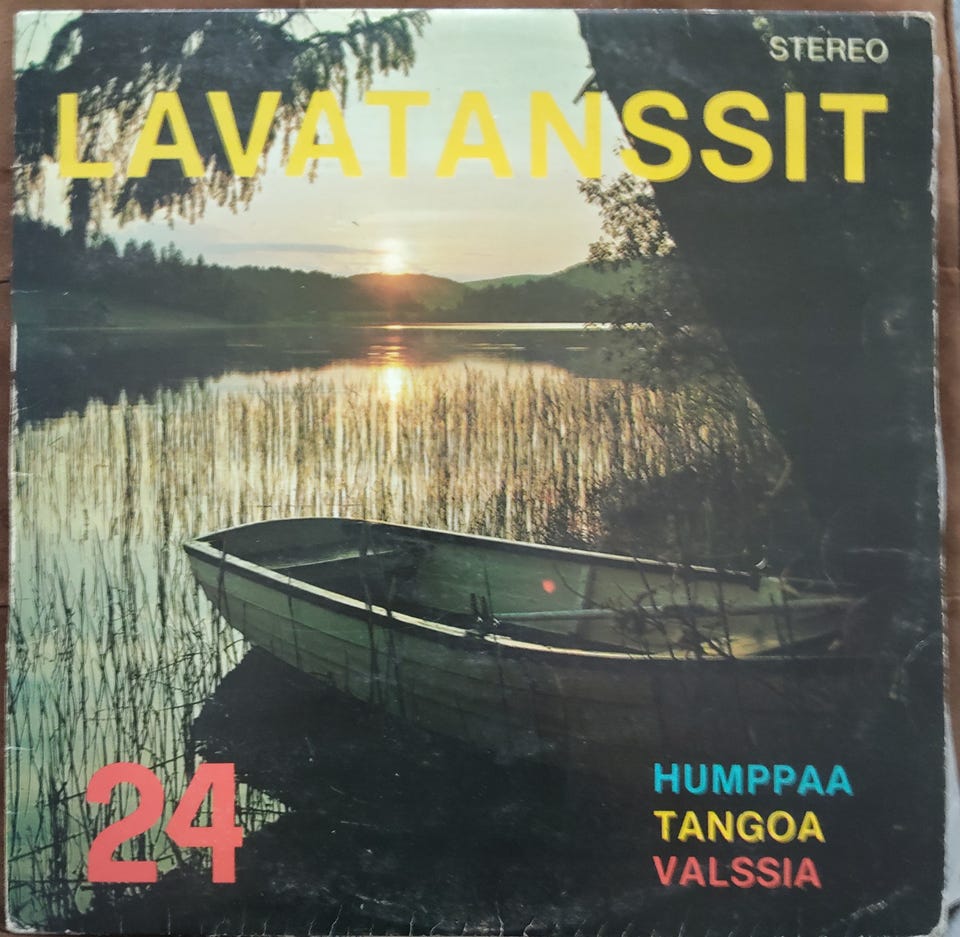 STEREO
LAVATANSSIT
24
HUMPPAA
TANGOA
VALSSIA